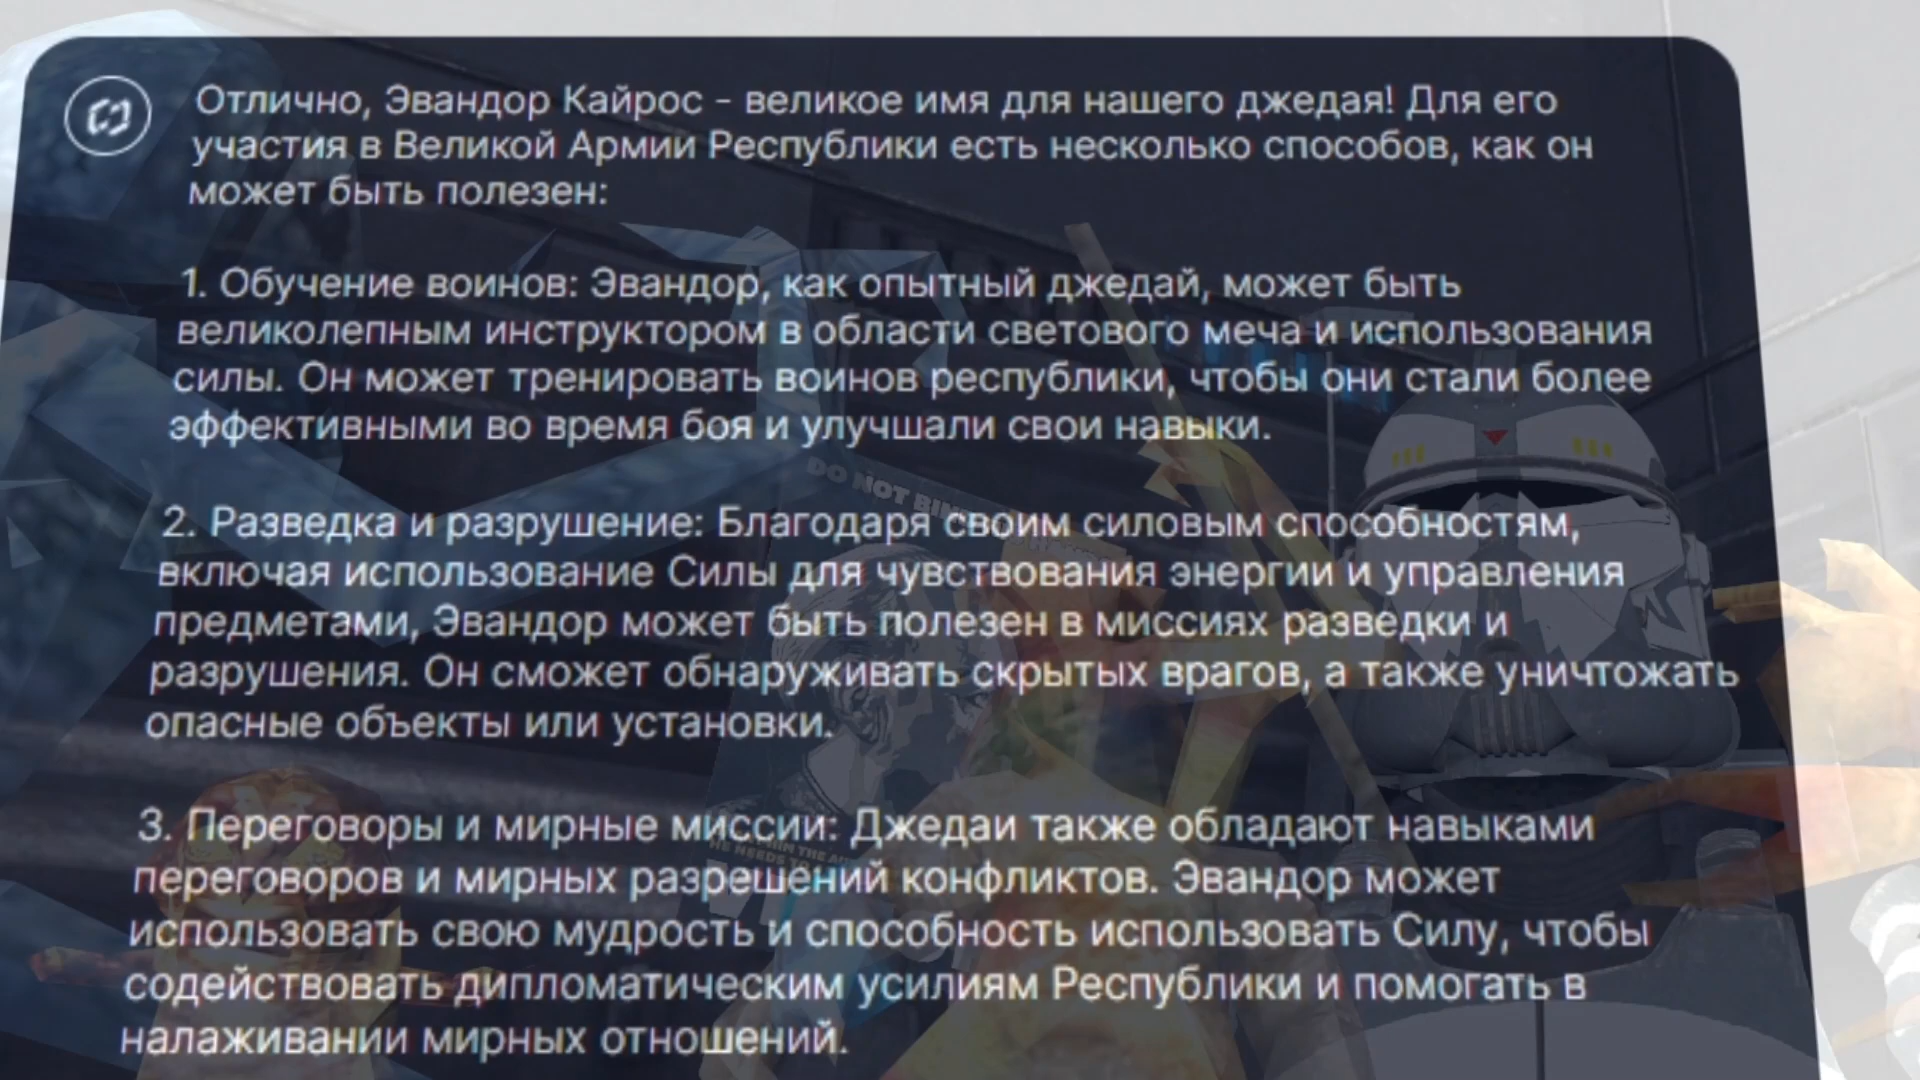 Отлично, Эвандор Кайрос - великое имя для нашего джедая! Для его
участия в Великой Армии Республики есть несколько способов, как он
может быть полезен:
1. Обучение воинов: Эвандор, как опытный джедай, может быть
великолепным инструктором в области светового меча и использования
силы. Он может тренировать воинов республики, чтобы они стали более
эффективными во время боя и улучшали свои навыки.
DO NOT
2. Разведка и разрушение: Благодаря своим силовым способностям,
включая использование Силы для чувствования энергии и управления
предметами, Эвандор может быть полезен в миссиях разведки и
разрушения. Он сможет обнаруживать скрытых врагов, а также уничтожать
опасные объекты или установки.
3. Переговоры и мирные миссии: Джедаи также обладают навыками
переговоров и мирных разрешений конфликтов. Эвандор может
использовать свою мудрость и способность использовать Силу, чтобы
содействовать дипломатическим усилиям Республики и помогать в
налаживании мирных отношений.
HE NEEDS